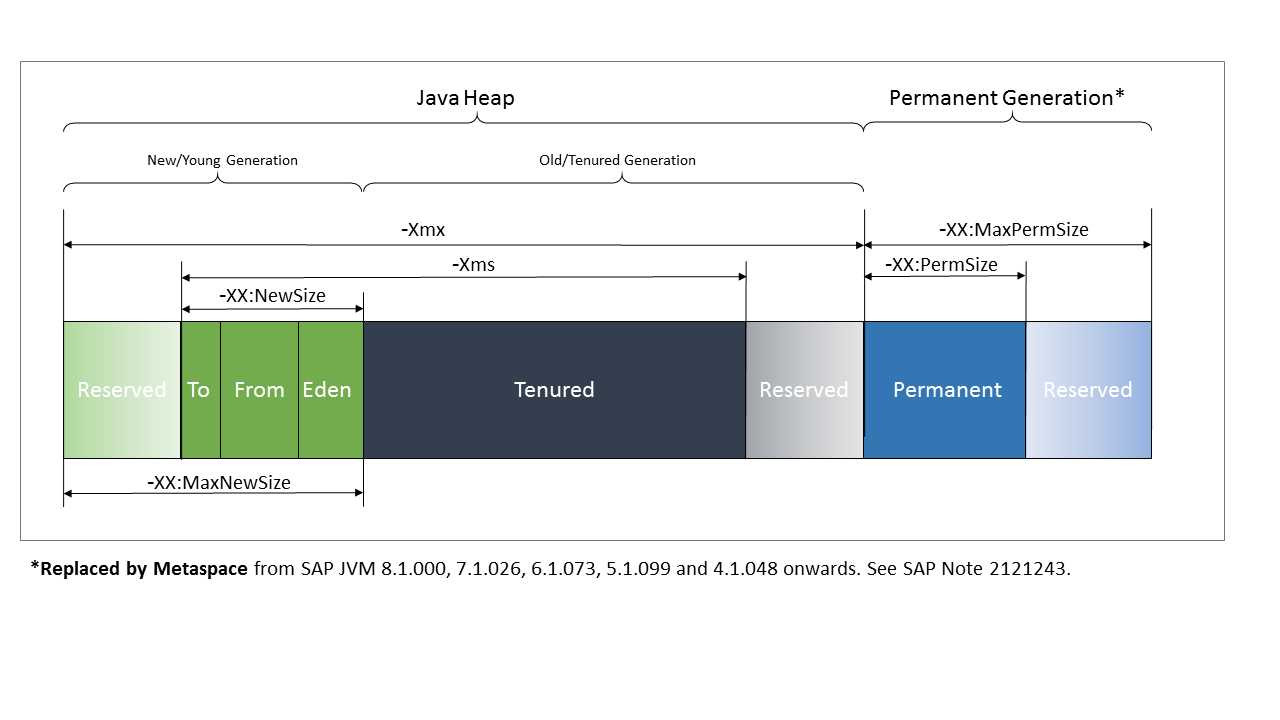 Java Heap
Permanent Generation*
New/Young Generation
Old/Tenured Generation
-Xmx
-XX:MaxPermSize
-Xms
-XX:PermSize
-XX:NewSize
Reserved
To
From
Eden
Tenured
Reserved
Permanent
Reserved
-XX:MaxNewSize
*Replaced by Metaspace from SAP JVM 8.1.000, 7.1.026, 6.1.073, 5.1.099 and 4.1.048 onwards. See SAP Note 2121243.